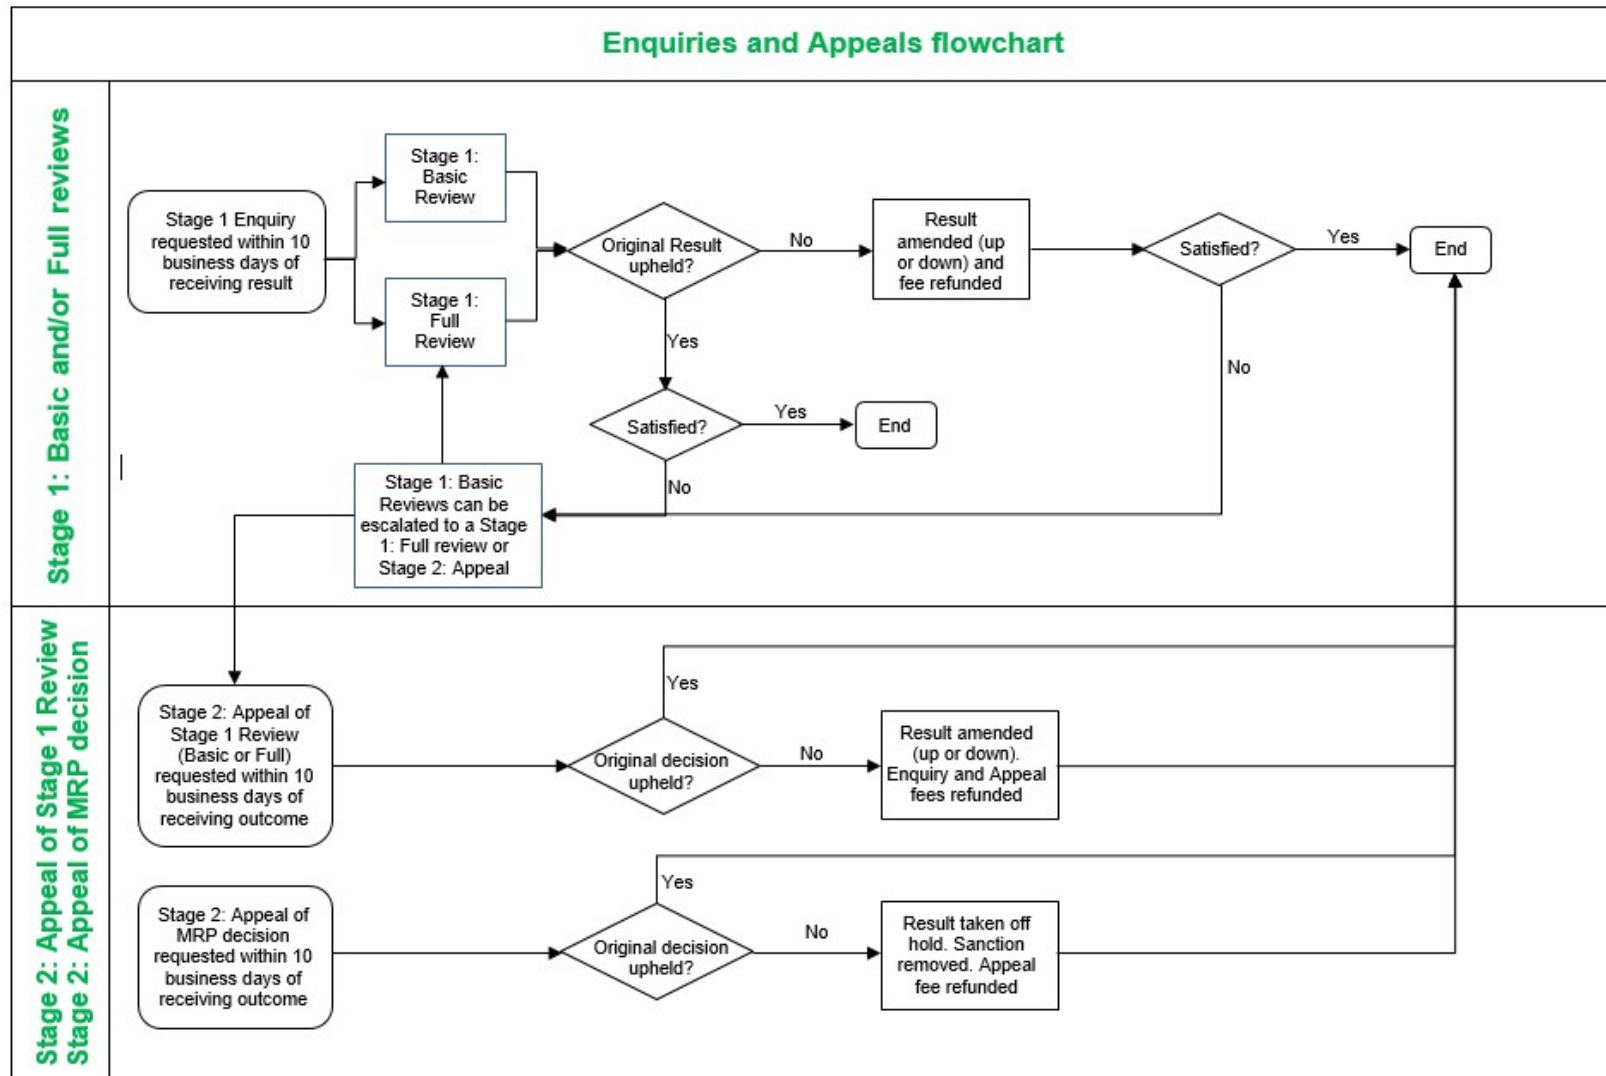 Enquiries and Appeals flowchart
Stage 1: Basic and/or Full reviews
Stage 1 Enquiry
requested within 10
business days of
receiving result
Stage 1:
Basic
Review
Stage 1:
Full
Review
Original Result
upheld?
No
Result
amended (up
or down) and
fee refunded
Satisfied?
Yes
End
No
Yes
Satisfied?
Yes
End
No
Stage 1: Basic
Reviews can be
escalated to a Stage
1: Full review or
Stage 2: Appeal
Stage 2: Appeal of Stage 1 Review
Stage 2: Appeal of MRP decision
Stage 2: Appeal of
Stage 1 Review
(Basic or Full)
requested within 10
business days of
receiving outcome
Original decision
upheld?
Yes
No
Result amended
(up or down).
Enquiry and Appeal
fees refunded
Stage 2: Appeal of
MRP decision
requested within 10
business days of
receiving outcome
Original decision
upheld?
Yes
No
Result taken off
hold. Sanction
removed. Appeal
fee refunded